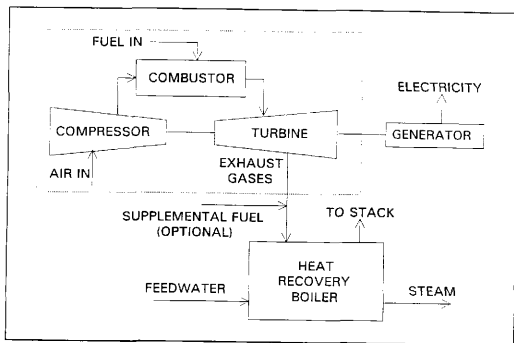 FUEL IN
COMBUSTOR
ELECTRICITY
COMPRESSOR
TURBINE
GENERATOR
EXHAUST
GASES
AIR IN
SUPPLEMENTAL FUEL
(OPTIONAL)
TO STACK
HEAT
RECOVERY
BOILER
FEEDWATER
STEAM